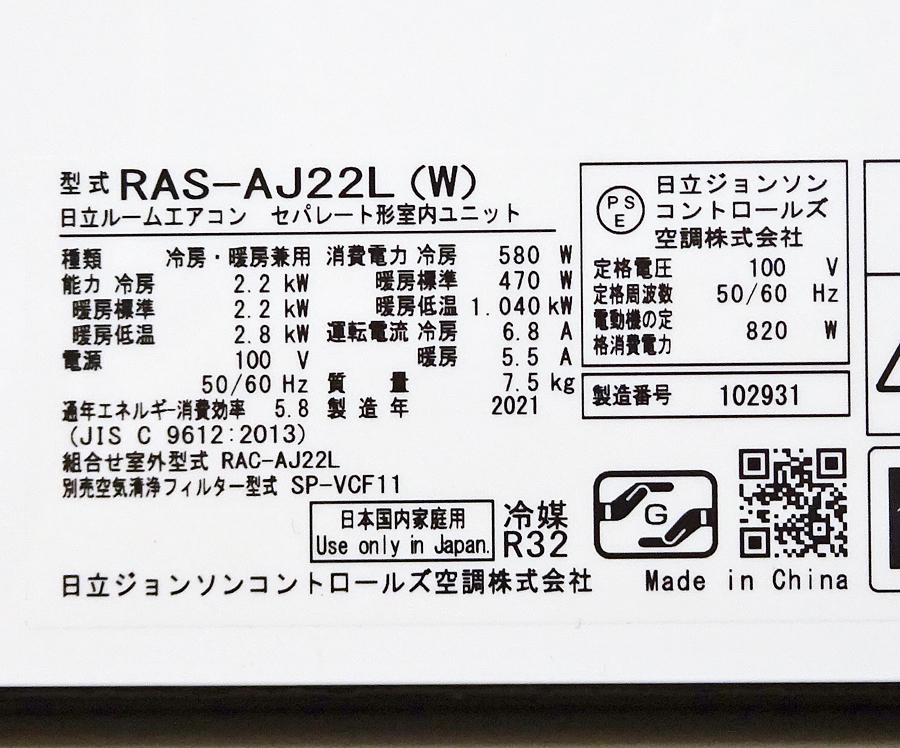 型式 RAS-AJ22L (W)
日立ルームエアコン セパレート形室内ユニット
種類 冷房・暖房兼用
能力 冷房 2.2 kW
暖房標準 2.2 kW
暖房低温 2.8 kW
電源 100 V
50/60 Hz
通年エネルギー消費効率 5.8
(JIS C 9612:2013)
組合せ室外型式 RAC-AJ22L
別売空気清浄フィルター型式 SP-VCF11
消費電力 冷房 580 W
暖房標準 470 W
暖房低温 1.040 kW
運転電流 冷房 6.8 A
暖房 5.5 A
質量 7.5 kg
製造年 2021
PS
E
日立ジョンソン
コントロールズ
空調株式会社
定格電圧 100 V
定格周波数 50/60 Hz
電動機の定
格消費電力 820 W
製造番号 102931
日本国内家庭用
Use only in Japan.
冷媒
R32
G
日立ジョンソンコントロールズ空調株式会社 Made in China